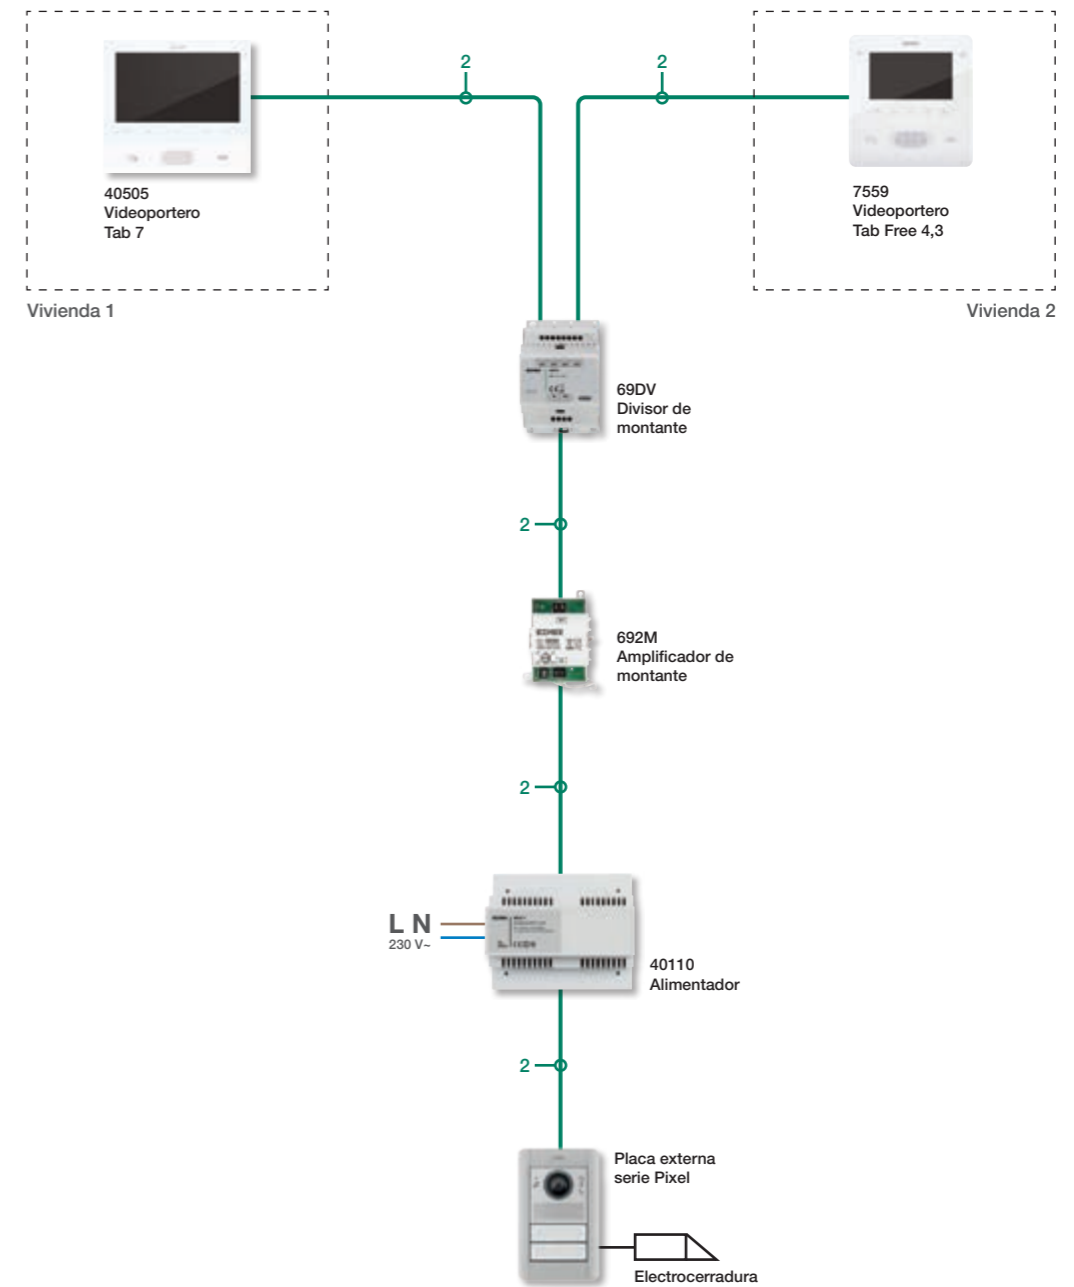 2
2
40505
Videoportero
Tab 7
7559
Videoportero
Tab Free 4,3
Vivienda 1
Vivienda 2
69DV
Divisor de
montante
2
692M
Amplificador de
montante
2
L N
230 V~
40110
Alimentador
2
Placa externa
serie Pixel
Electrocerradura